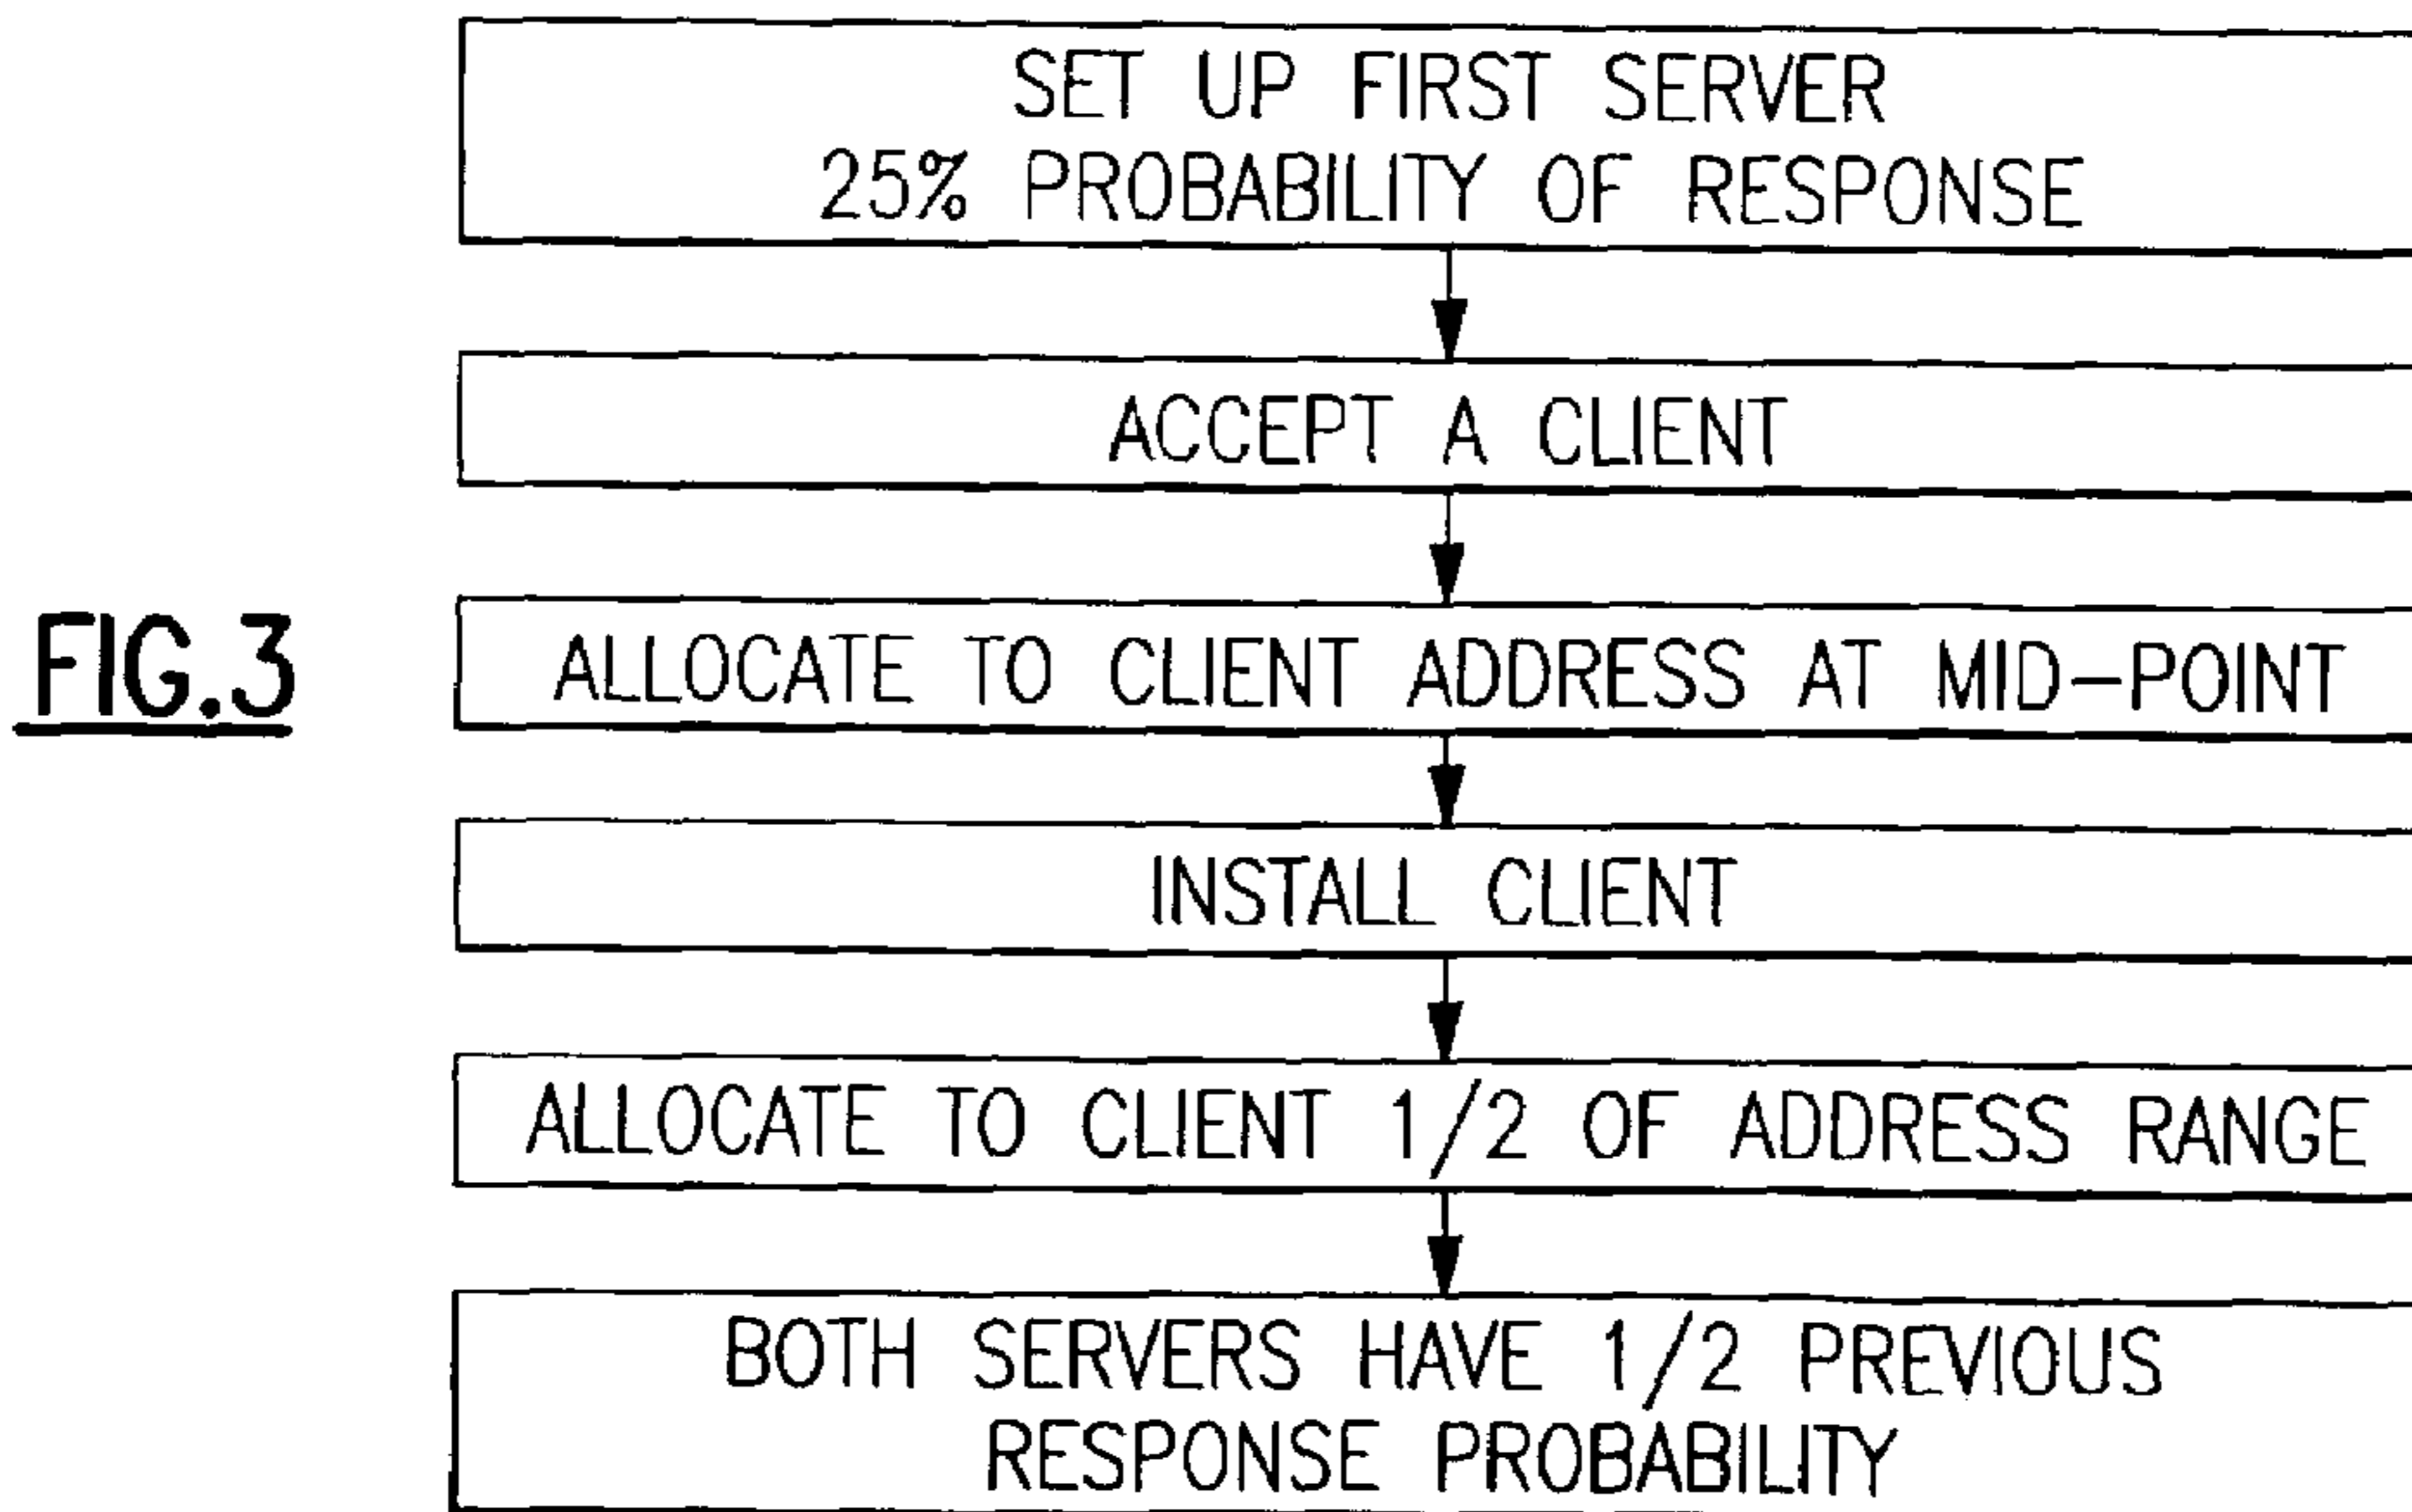 SET UP FIRST SERVER
25% PROBABILITY OF RESPONSE
ACCEPT A CLIENT
FIG.3
ALLOCATE TO CLIENT ADDRESS AT MID-POINT
INSTALL CLIENT
ALLOCATE TO CLIENT 1/2 OF ADDRESS RANGE
BOTH SERVERS HAVE 1/2 PREVIOUS
RESPONSE PROBABILITY